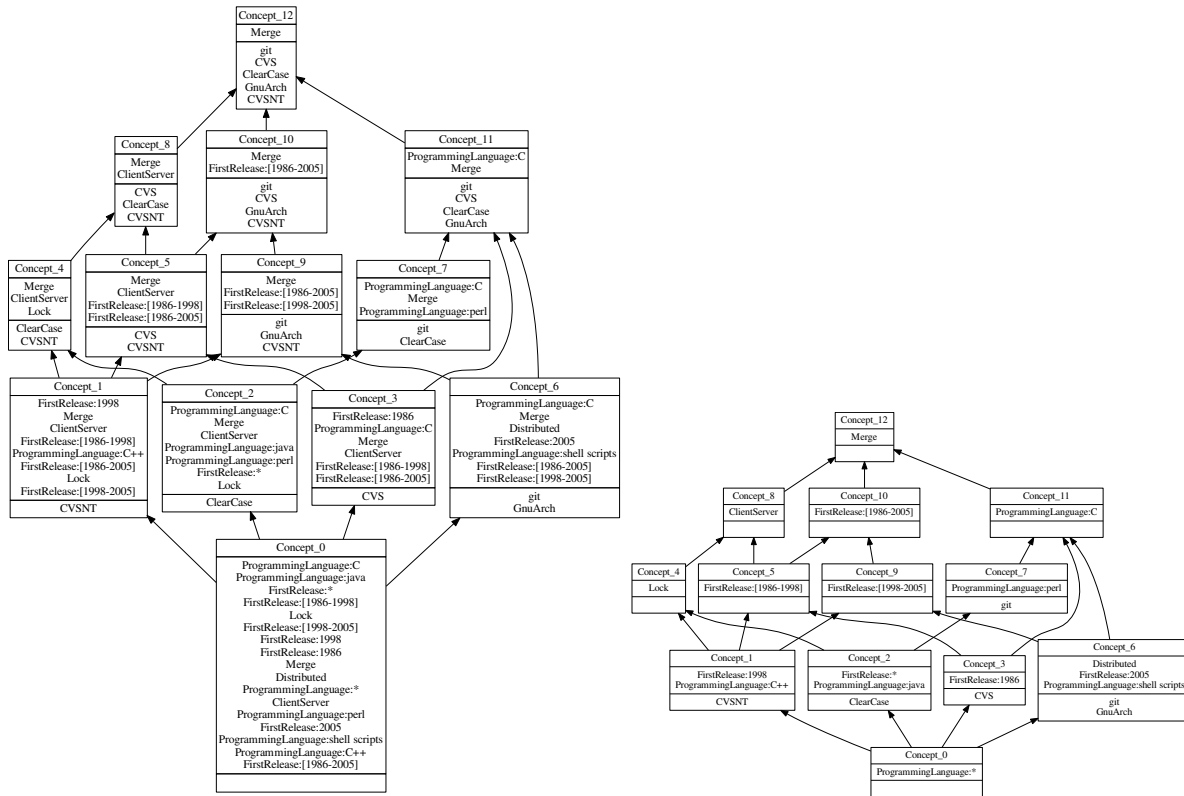 Concept_12
Merge
git
CVS
ClearCase
GnuArch
CVSNT
Concept_8
Merge
ClientServer
CVS
ClearCase
CVSNT
Concept_10
Merge
FirstRelease:[1986-2005]
git
CVS
GnuArch
CVSNT
Concept_11
ProgrammingLanguage:C
Merge
git
CVS
ClearCase
GnuArch
Concept_4
Merge
ClientServer
Lock
ClearCase
CVSNT
Concept_5
Merge
ClientServer
FirstRelease:[1986-1998]
FirstRelease:[1986-2005]
CVS
CVSNT
Concept_9
Merge
FirstRelease:[1986-2005]
FirstRelease:[1998-2005]
git
GnuArch
CVSNT
Concept_7
ProgrammingLanguage:C
Merge
ProgrammingLanguage:perl
git
ClearCase
Concept_1
FirstRelease:1998
Merge
ClientServer
FirstRelease:[1986-1998]
ProgrammingLanguage:C++
FirstRelease:[1986-2005]
Lock
FirstRelease:[1998-2005]
CVSNT
Concept_2
ProgrammingLanguage:C
Merge
ClientServer
ProgrammingLanguage:java
ProgrammingLanguage:perl
FirstRelease:*
Lock
ClearCase
Concept_3
FirstRelease:1986
ProgrammingLanguage:C
Merge
ClientServer
FirstRelease:[1986-1998]
FirstRelease:[1986-2005]
CVS
Concept_6
ProgrammingLanguage:C
Merge
Distributed
FirstRelease:2005
ProgrammingLanguage:shell scripts
FirstRelease:[1986-2005]
FirstRelease:[1998-2005]
git
GnuArch
Concept_0
ProgrammingLanguage:C
ProgrammingLanguage:java
FirstRelease:*
FirstRelease:[1986-1998]
Lock
FirstRelease:[1998-2005]
FirstRelease:1998
FirstRelease:1986
Merge
Distributed
ProgrammingLanguage:*
ClientServer
ProgrammingLanguage:perl
FirstRelease:2005
ProgrammingLanguage:shell scripts
ProgrammingLanguage:C++
FirstRelease:[1986-2005]
Concept_12
Merge
Concept_8
ClientServer
Concept_10
FirstRelease:[1986-2005]
Concept_11
ProgrammingLanguage:C
Concept_4
Lock
Concept_5
FirstRelease:[1986-1998]
Concept_9
FirstRelease:[1998-2005]
Concept_7
ProgrammingLanguage:perl
git
Concept_1
FirstRelease:1998
ProgrammingLanguage:C++
CVSNT
Concept_2
FirstRelease:*
ProgrammingLanguage:java
ClearCase
Concept_3
FirstRelease:1986
CVS
Concept_6
Distributed
FirstRelease:2005
ProgrammingLanguage:shell scripts
git
GnuArch
Concept_0
ProgrammingLanguage:*